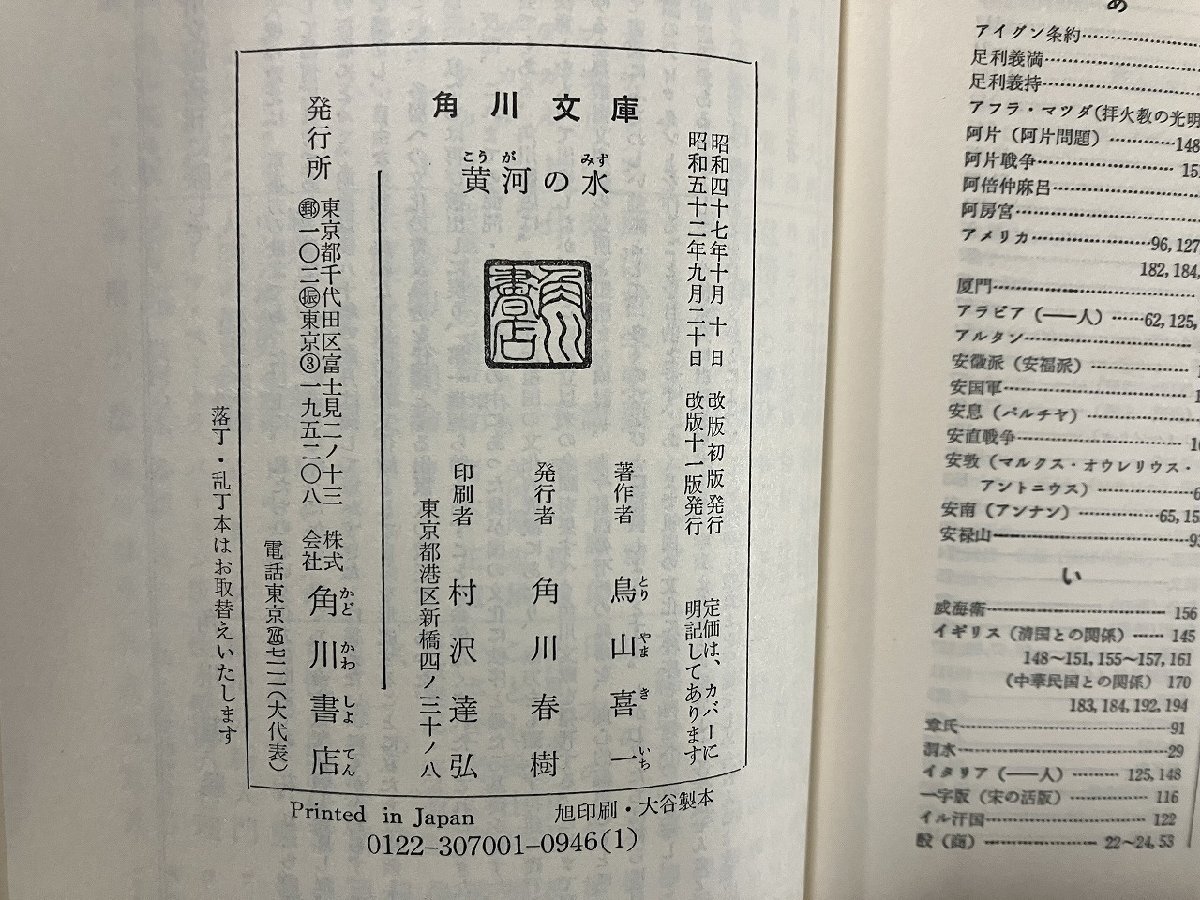 角川文庫
黄河の水
こうが みず
昭和四十七年十月十日 改版初版発行
昭和五十二年九月二十日 改版十一版発行
定価は、カバーに
明記してあります
著作者 鳥山喜一
とり やま き いち
発行者 角川春樹
印刷者 村沢達弘
東京都港区新橋四ノ三十ノ八
角川書店
発行所
東京都千代田区富士見二ノ十三
㊒一〇二 ㊞東京③一九五二〇八
株式会社 角川書店
かど かわ しょ てん
(大代表)
落丁・乱丁本はお取替えいたします
Printed in Japan 旭印刷・大谷製本
0122-307001-0946(1)
あ
アイグン条約
足利義満
足利義持
アフラ・マツダ(拝火教の光明
阿片(阿片問題) 148
阿片戦争 151
阿倍仲麻呂
阿房宮
アメリカ 96, 127,
182, 184,
厦門
アラビア(――人) 62, 125,
アルタン
安徽派(安福派)
安国軍
安息(パルチヤ)
安直戦争
安敦(マルクス・オウレリウス・
アントニウス)
安南(アンナン) 65, 15
安禄山 93
い
威海衛 156
イギリス(清国との関係) 145
148~151, 155~157, 161
(中華民国との関係) 170
183, 184, 192, 194
韋氏 91
洹水 29
イタリア(――人) 125, 148
一字版(宋の活版) 116
イル汗国 122
殷(商) 22~24, 53